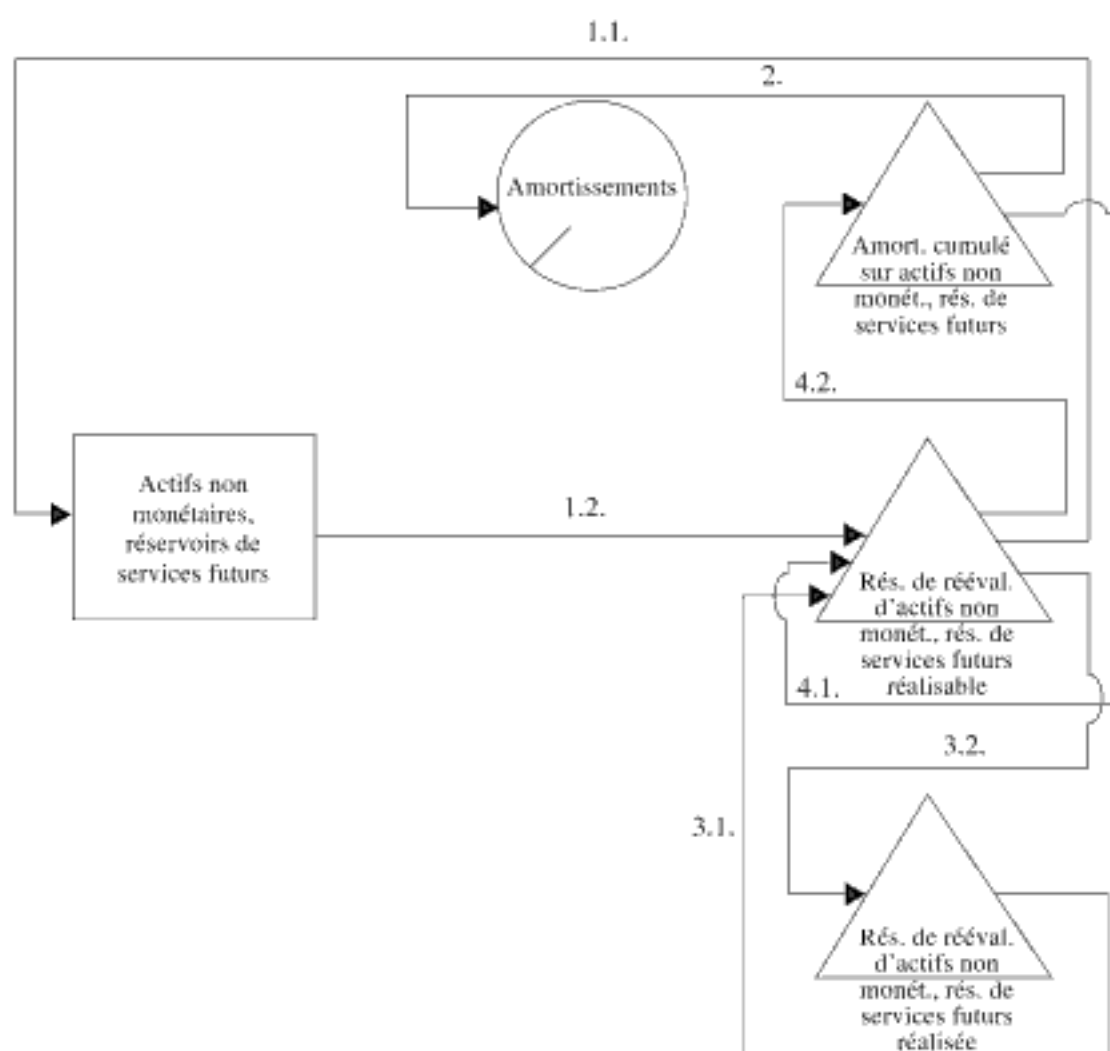 1.1.
2.
Amortissements
Amort. cumulé
sur actifs non
monét., rés. de
services futurs
4.2.
Actifs non
monétaires,
réservoirs de
services futurs
1.2.
Rés. de rééval.
d'actifs non
monét., rés. de
services futurs
réalisable
4.1.
3.2.
3.1.
Rés. de rééval.
d'actifs non
monét., rés. de
services futurs
réalisée